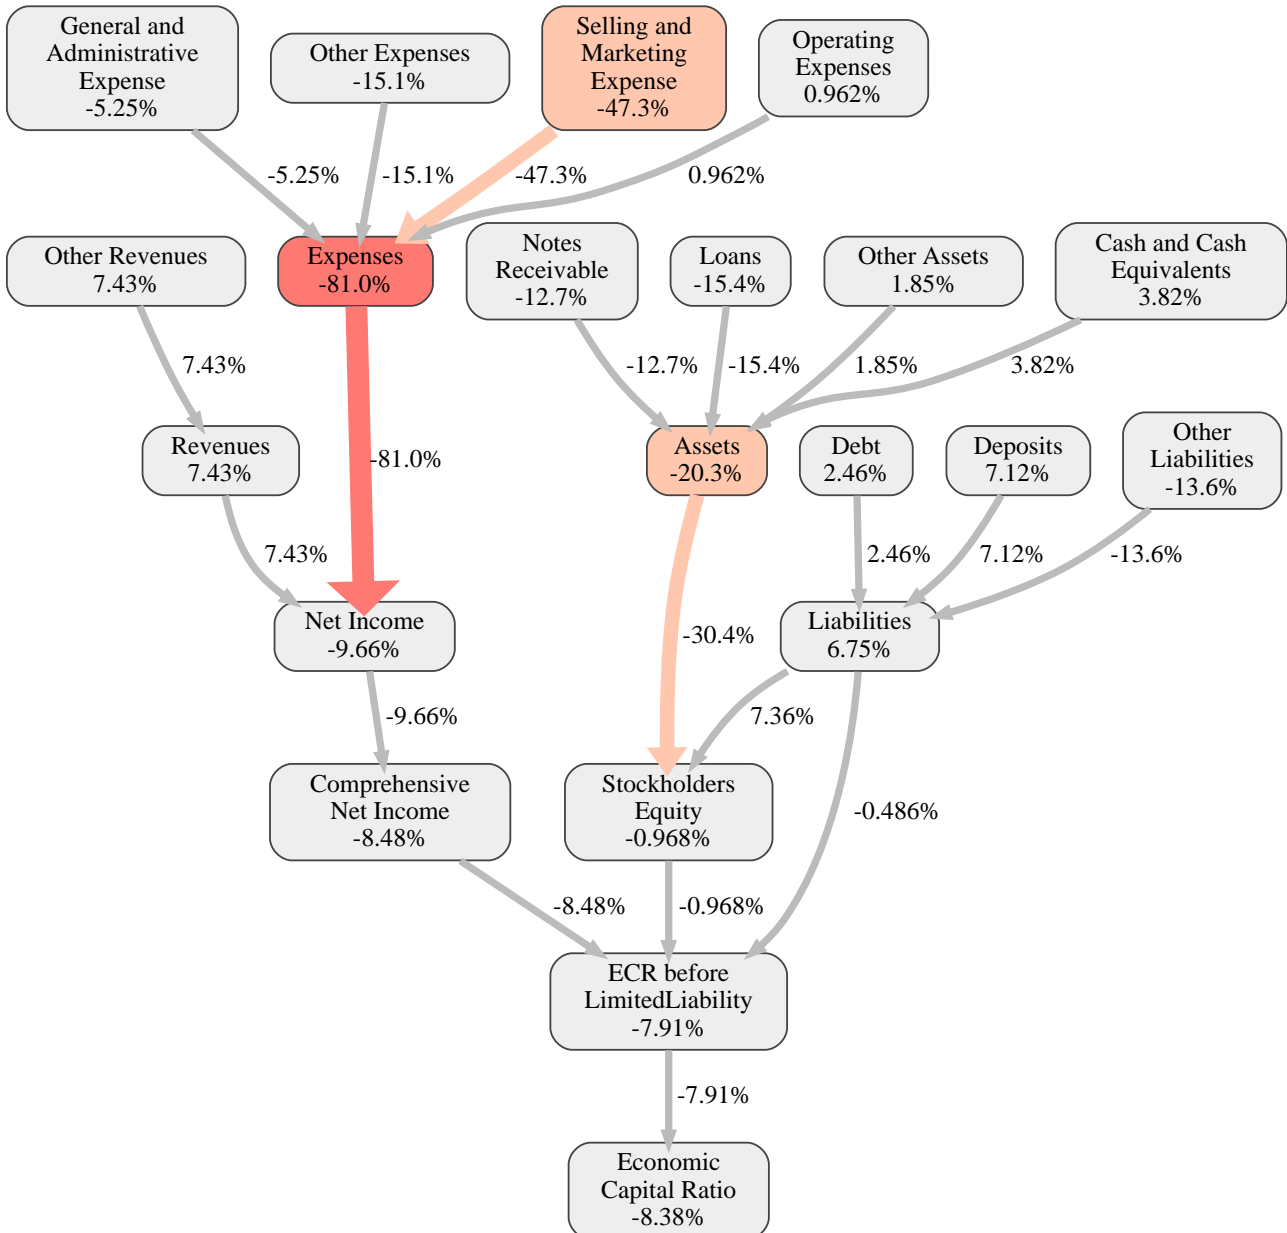 General and
Administrative
Expense
-5.25%
Other Expenses
-15.1%
Selling and
Marketing
Expense
-47.3%
Operating
Expenses
0.962%
-5.25%
-15.1%
-47.3%
0.962%
Other Revenues
7.43%
Expenses
-81.0%
Notes
Receivable
-12.7%
Loans
-15.4%
Other Assets
1.85%
Cash and Cash
Equivalents
3.82%
7.43%
-12.7%
-15.4%
1.85%
3.82%
Revenues
7.43%
-81.0%
Assets
-20.3%
Debt
2.46%
Deposits
7.12%
Other
Liabilities
-13.6%
7.43%
2.46%
7.12%
-13.6%
Net Income
-9.66%
-30.4%
Liabilities
6.75%
-9.66%
7.36%
Comprehensive
Net Income
-8.48%
Stockholders
Equity
-0.968%
-0.486%
-8.48%
-0.968%
ECR before
LimitedLiability
-7.91%
-7.91%
Economic
Capital Ratio
-8.38%